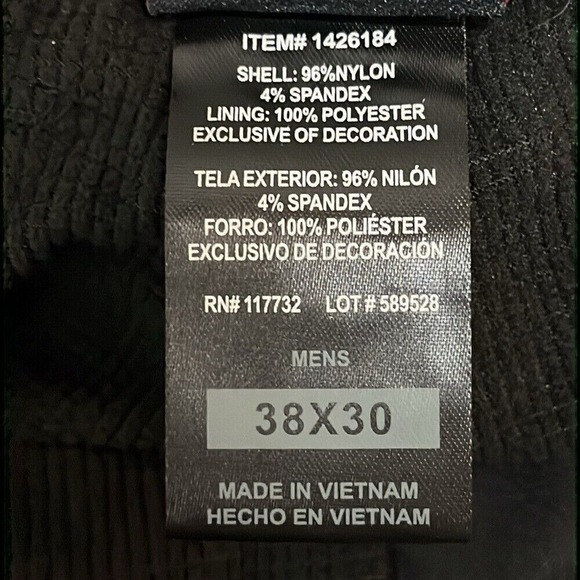 ITEM# 1426184
SHELL: 96%NYLON
4% SPANDEX
LINING: 100% POLYESTER
EXCLUSIVE OF DECORATION
TELA EXTERIOR: 96% NILÓN
4% SPANDEX
FORRO: 100% POLIÉSTER
EXCLUSIVO DE DECORACIÓN
RN# 117732 LOT # 589528
MENS
38X30
MADE IN VIETNAM
HECHO EN VIETNAM